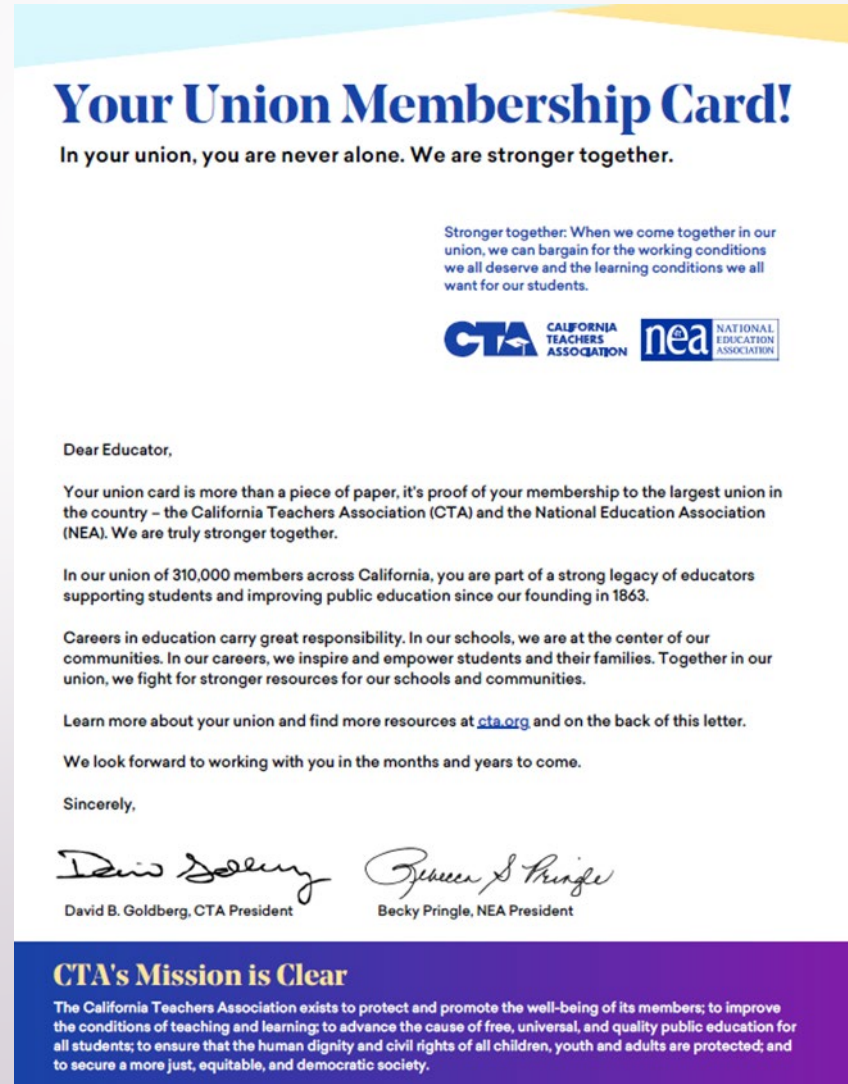 Your Union Membership Card!
In your union, you are never alone. We are stronger together.
Stronger together: When we come together in our
union, we can bargain for the working conditions
we all deserve and the learning conditions we all
want for our students.
CTA CALIFORNIA
TEACHERS
ASSOCIATION
nea NATIONAL
EDUCATION
ASSOCIATION
Dear Educator,
Your union card is more than a piece of paper, it's proof of your membership to the largest union in
the country – the California Teachers Association (CTA) and the National Education Association
(NEA). We are truly stronger together.
In our union of 310,000 members across California, you are part of a strong legacy of educators
supporting students and improving public education since our founding in 1863.
Careers in education carry great responsibility. In our schools, we are at the center of our
communities. In our careers, we inspire and empower students and their families. Together in our
union, we fight for stronger resources for our schools and communities.
Learn more about your union and find more resources at cta.org and on the back of this letter.
We look forward to working with you in the months and years to come.
Sincerely,
Rebecca S Pringle
David B. Goldberg, CTA President
Becky Pringle, NEA President
CTA's Mission is Clear
The California Teachers Association exists to protect and promote the well-being of its members; to improve
the conditions of teaching and learning; to advance the cause of free, universal, and quality public education for
all students; to ensure that the human dignity and civil rights of all children, youth and adults are protected; and
to secure a more just, equitable, and democratic society.